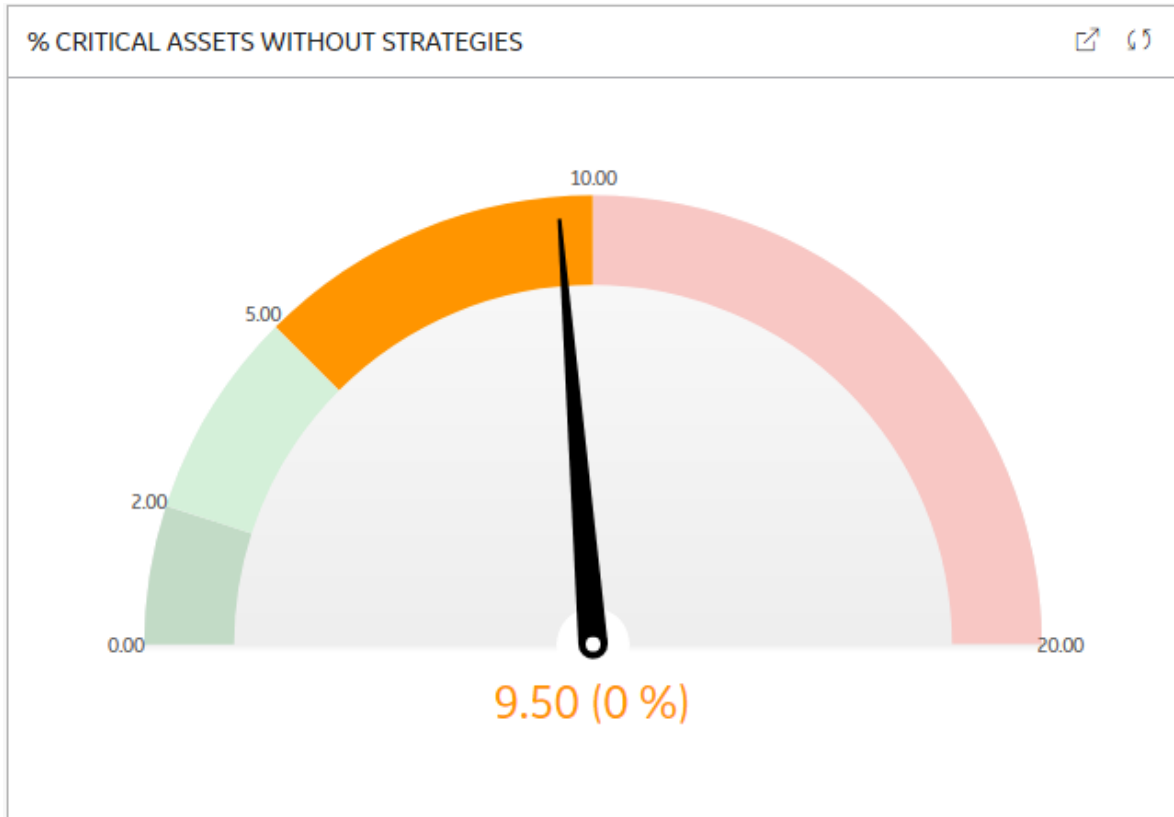 % CRITICAL ASSETS WITHOUT STRATEGIES
10.00
5.00
2.00
0.00
20.00
9.50 (0 %)